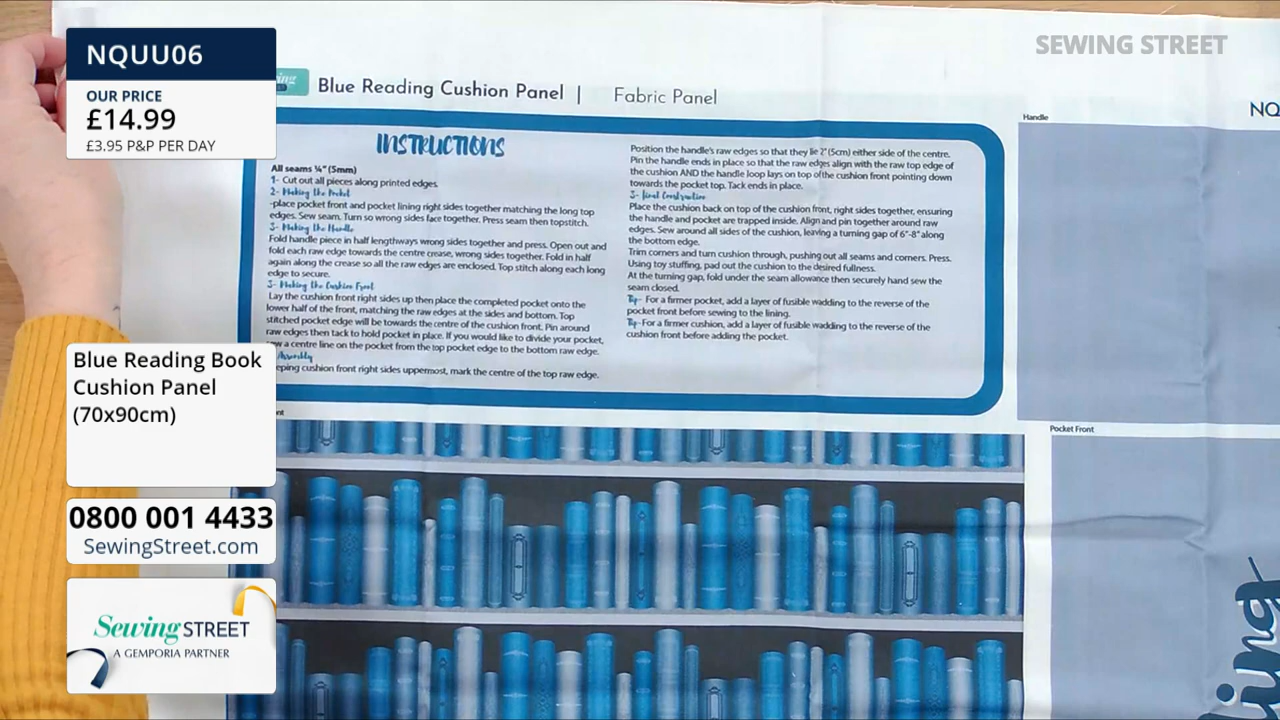 NQUU06
OUR PRICE
£14.99
£3.95 P&P PER DAY
SEWING STREET
Blue Reading Cushion Panel | Fabric Panel
NQ
Handle
INSTRUCTIONS
All seams ¼" (5mm)
1- Cut out all pieces along printed edges.
2- Making the Pocket
-place pocket front and pocket lining right sides together matching the long top
edges. Sew seam. Turn so wrong sides face together. Press seam then topstitch.
3- Making the Handle
Fold handle piece in half lengthways wrong sides together and press. Open out and
fold each raw edge towards the centre crease, wrong sides together. Fold in half
again along the crease so all the raw edges are enclosed. Top stitch along each long
edge to secure.
3- Making the Cushion Front
Lay the cushion front right sides up then place the completed pocket onto the
lower half of the front, matching the raw edges at the sides and bottom. Top
stitched pocket edge will be towards the centre of the cushion front. Pin around
raw edges then tack to hold pocket in place. If you would like to divide your pocket,
a centre line on the pocket from the top pocket edge to the bottom raw edge.
Assembly
eping cushion front right sides uppermost, mark the centre of the top raw edge.
Position the handle's raw edges so that they lie 2" (5cm) either side of the centre.
Pin the handle ends in place so that the raw edges align with the raw top edge of
the cushion AND the handle loop lays on top of the cushion front pointing down
towards the pocket top. Tack ends in place.
5- Final Construction
Place the cushion back on top of the cushion front, right sides together, ensuring
the handle and pocket are trapped inside. Align and pin together around raw
edges. Sew around all sides of the cushion, leaving a turning gap of 6"-8" along
the bottom edge.
Trim corners and turn cushion through, pushing out all seams and corners. Press.
Using toy stuffing, pad out the cushion to the desired fullness.
At the turning gap, fold under the seam allowance then securely hand sew the
seam closed.
Tip- For a firmer pocket, add a layer of fusible wadding to the reverse of the
pocket front before sewing to the lining.
Tip- For a firmer cushion, add a layer of fusible wadding to the reverse of the
cushion front before adding the pocket.
Pocket Front
Blue Reading Book
Cushion Panel
(70x90cm)
0800 001 4433
SewingStreet.com
Sewing STREET
A GEMPORIA PARTNER